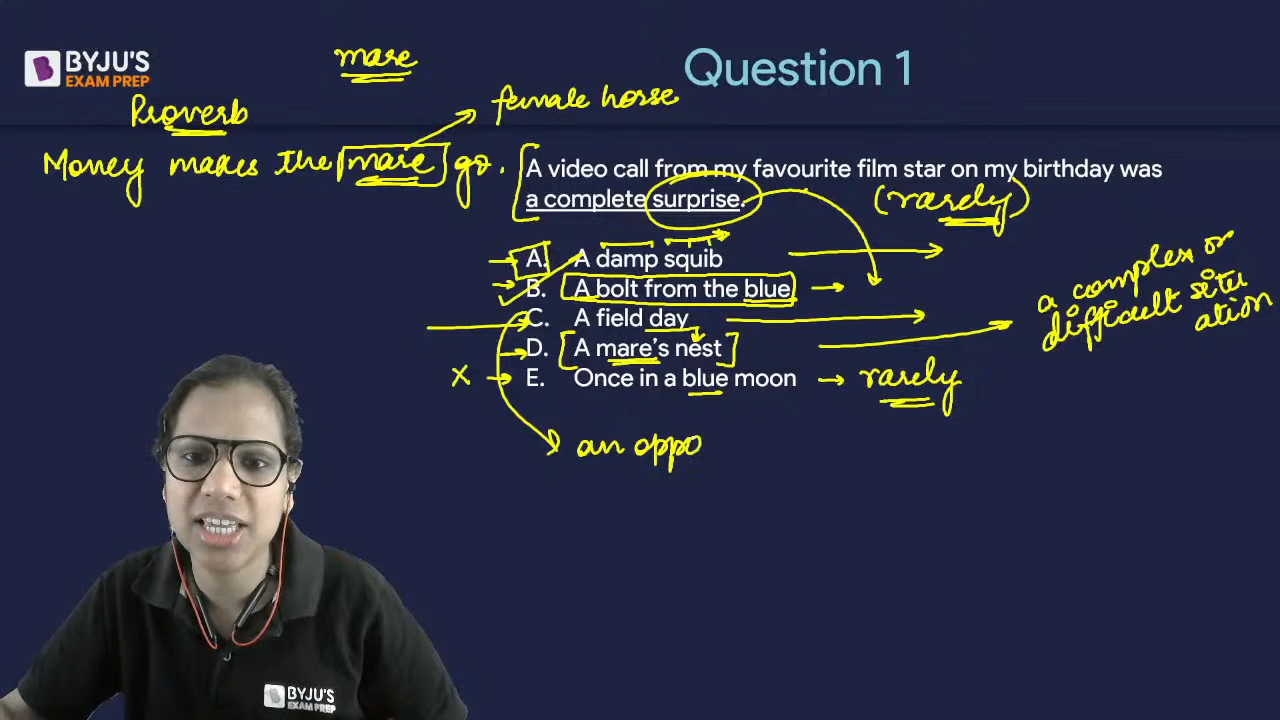 BYJU'S
EXAM PREP
mare
Question 1
Proverb
female horse
Money makes the mare go.
A video call from my favourite film star on my birthday was
a complete surprise.
(rarely)
A. A damp squib
B. A bolt from the blue
C. A field day
D. A mare's nest
E. Once in a blue moon
a complex or
difficult situ
ation
x
rarely
an oppo
BYJU'S
EXAM PREP